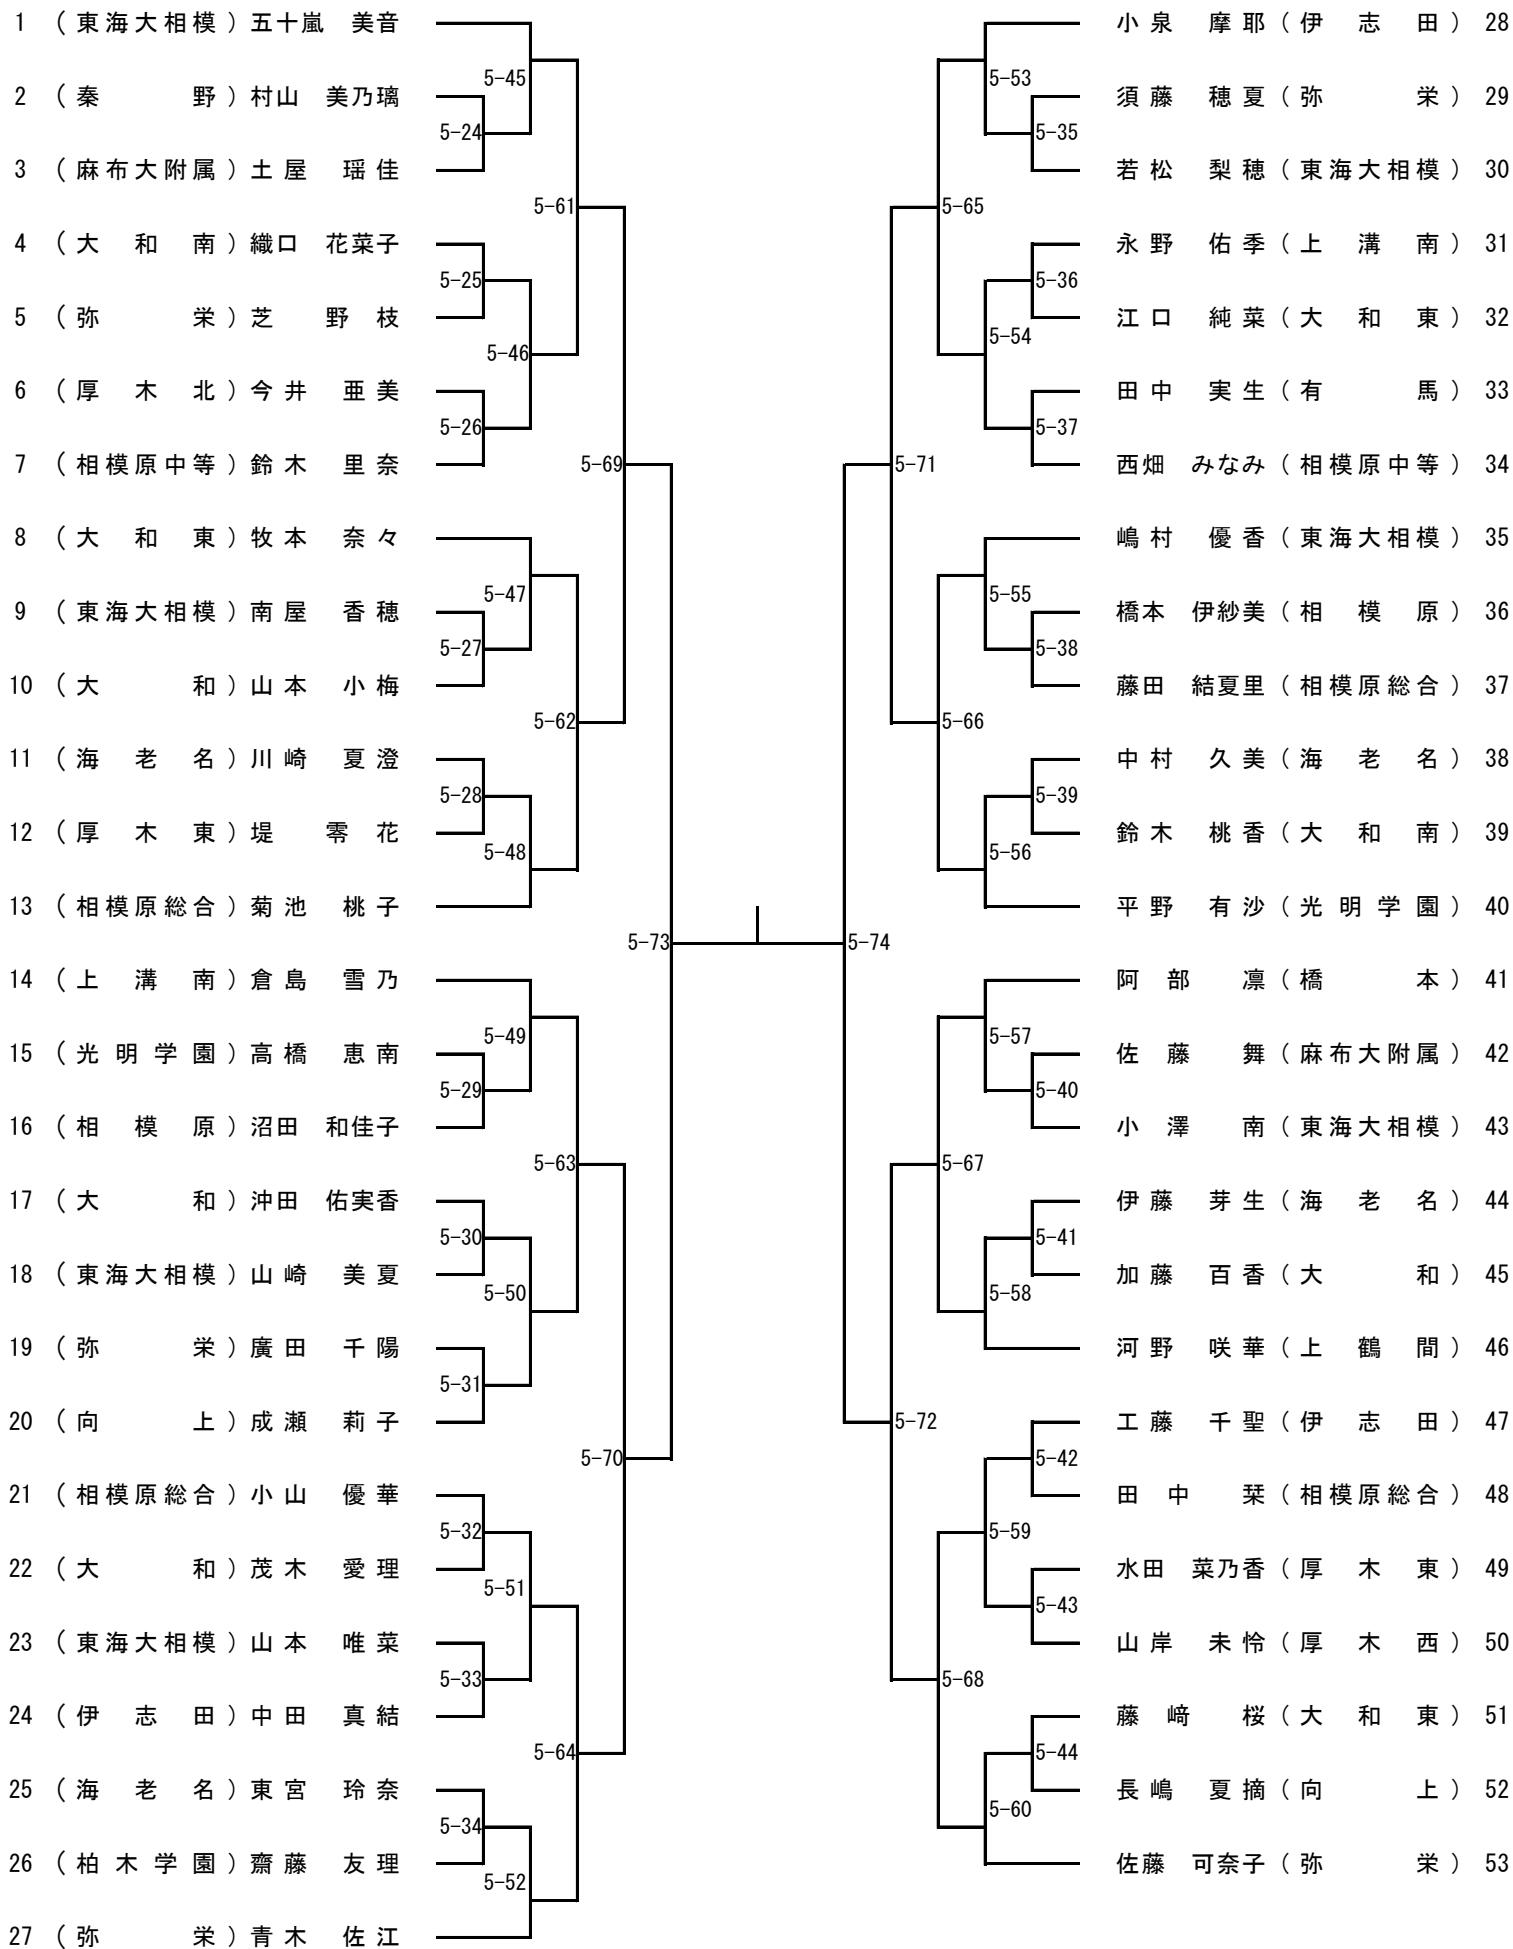 1 (東海大相模)五十嵐 美音
2 (秦野)村山 美乃璃
3 (麻布大附属)土屋 瑶佳
4 (大和南)織口 花菜子
5 (弥栄)芝 野枝
6 (厚木北)今井 亜美
7 (相模原中等)鈴木 里奈
8 (大和東)牧本 奈々
9 (東海大相模)南屋 香穂
10 (大和)山本 小梅
11 (海老名)川崎 夏澄
12 (厚木東)堤 零花
13 (相模原総合)菊池 桃子
14 (上溝南)倉島 雪乃
15 (光明学園)高橋 恵南
16 (相模原)沼田 和佳子
17 (大和)沖田 佑実香
18 (東海大相模)山崎 美夏
19 (弥栄)廣田 千陽
20 (向上)成瀬 莉子
21 (相模原総合)小山 優華
22 (大和)茂木 愛理
23 (東海大相模)山本 唯菜
24 (伊志田)中田 真結
25 (海老名)東宮 玲奈
26 (柏木学園)齋藤 友理
27 (弥栄)青木 佐江
5-24
5-25
5-26
5-27
5-28
5-29
5-30
5-31
5-32
5-33
5-34
5-45
5-46
5-47
5-48
5-49
5-50
5-51
5-52
5-61
5-62
5-63
5-64
5-69
5-70
5-73
5-74
5-71
5-72
5-65
5-66
5-67
5-68
5-53
5-54
5-55
5-56
5-57
5-58
5-59
5-60
5-35
5-36
5-37
5-38
5-39
5-40
5-41
5-42
5-43
5-44
小泉 摩耶(伊志田) 28
須藤 穂夏(弥栄) 29
若松 梨穂(東海大相模) 30
永野 佑季(上溝南) 31
江口 純菜(大和東) 32
田中 実生(有馬) 33
西畑 みなみ(相模原中等) 34
嶋村 優香(東海大相模) 35
橋本 伊紗美(相模原) 36
藤田 結夏里(相模原総合) 37
中村 久美(海老名) 38
鈴木 桃香(大和南) 39
平野 有沙(光明学園) 40
阿部 凛(橋本) 41
佐藤 舞(麻布大附属) 42
小澤 南(東海大相模) 43
伊藤 芽生(海老名) 44
加藤 百香(大和) 45
河野 咲華(上鶴間) 46
工藤 千聖(伊志田) 47
田中 栞(相模原総合) 48
水田 菜乃香(厚木東) 49
山岸 未怜(厚木西) 50
藤﨑 桜(大和東) 51
長嶋 夏摘(向上) 52
佐藤 可奈子(弥栄) 53